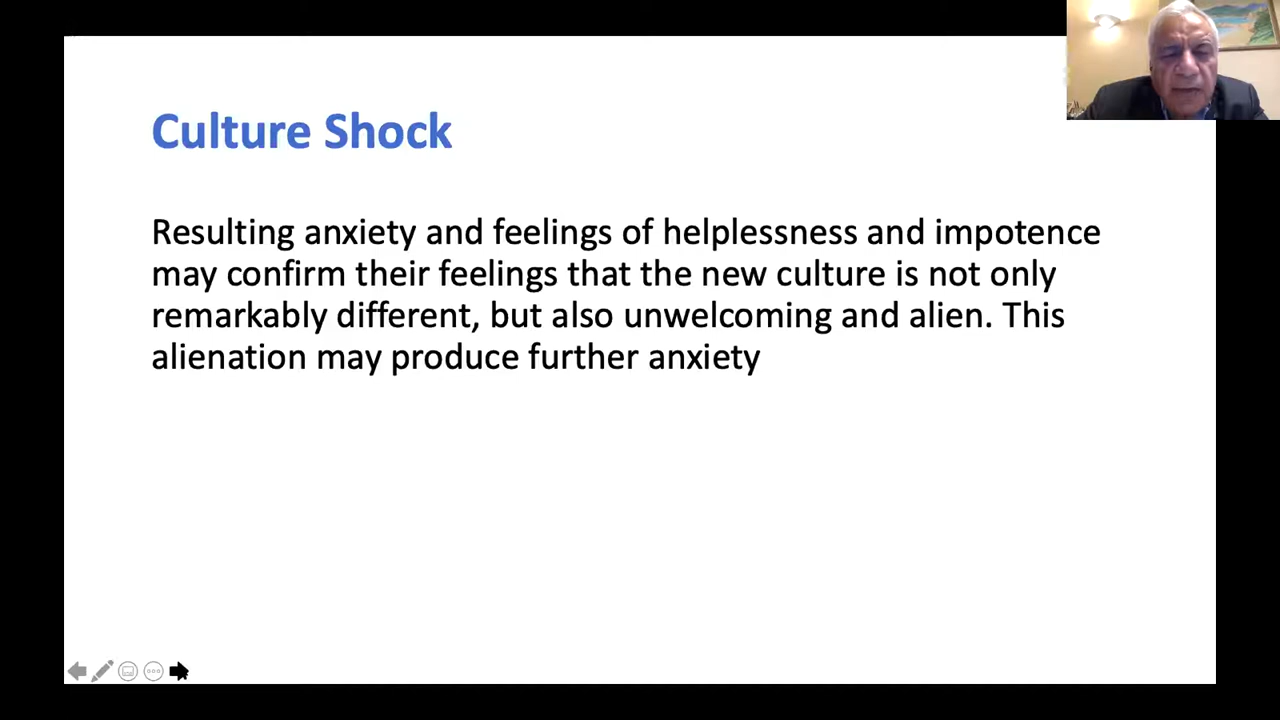 Culture Shock
Resulting anxiety and feelings of helplessness and impotence
may confirm their feelings that the new culture is not only
remarkably different, but also unwelcoming and alien. This
alienation may produce further anxiety